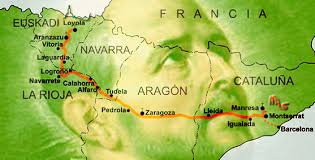 FRANCIA
EUSKADI
Loyola
Aranzazu
Vitoria
NAVARRA
CATALUÑA
Laguardia
Logroño
Navarrete
Calahorra
Alfaro
Tudela
ARAGÓN
LA RIOJA
Pedrola
Zaragoza
Lleida
Manresa
Montserrat
Igualada
Barcelona